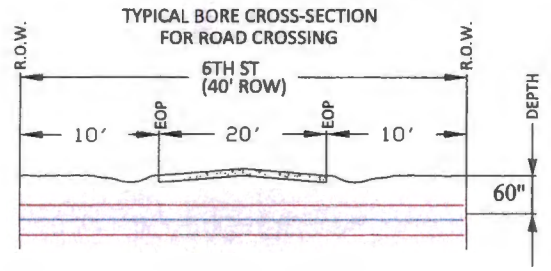 TYPICAL BORE CROSS-SECTION
FOR ROAD CROSSING
R.O.W.
R.O.W.
6TH ST
(40' ROW)
EOP
EOP
DEPTH
10'
20'
10'
60"